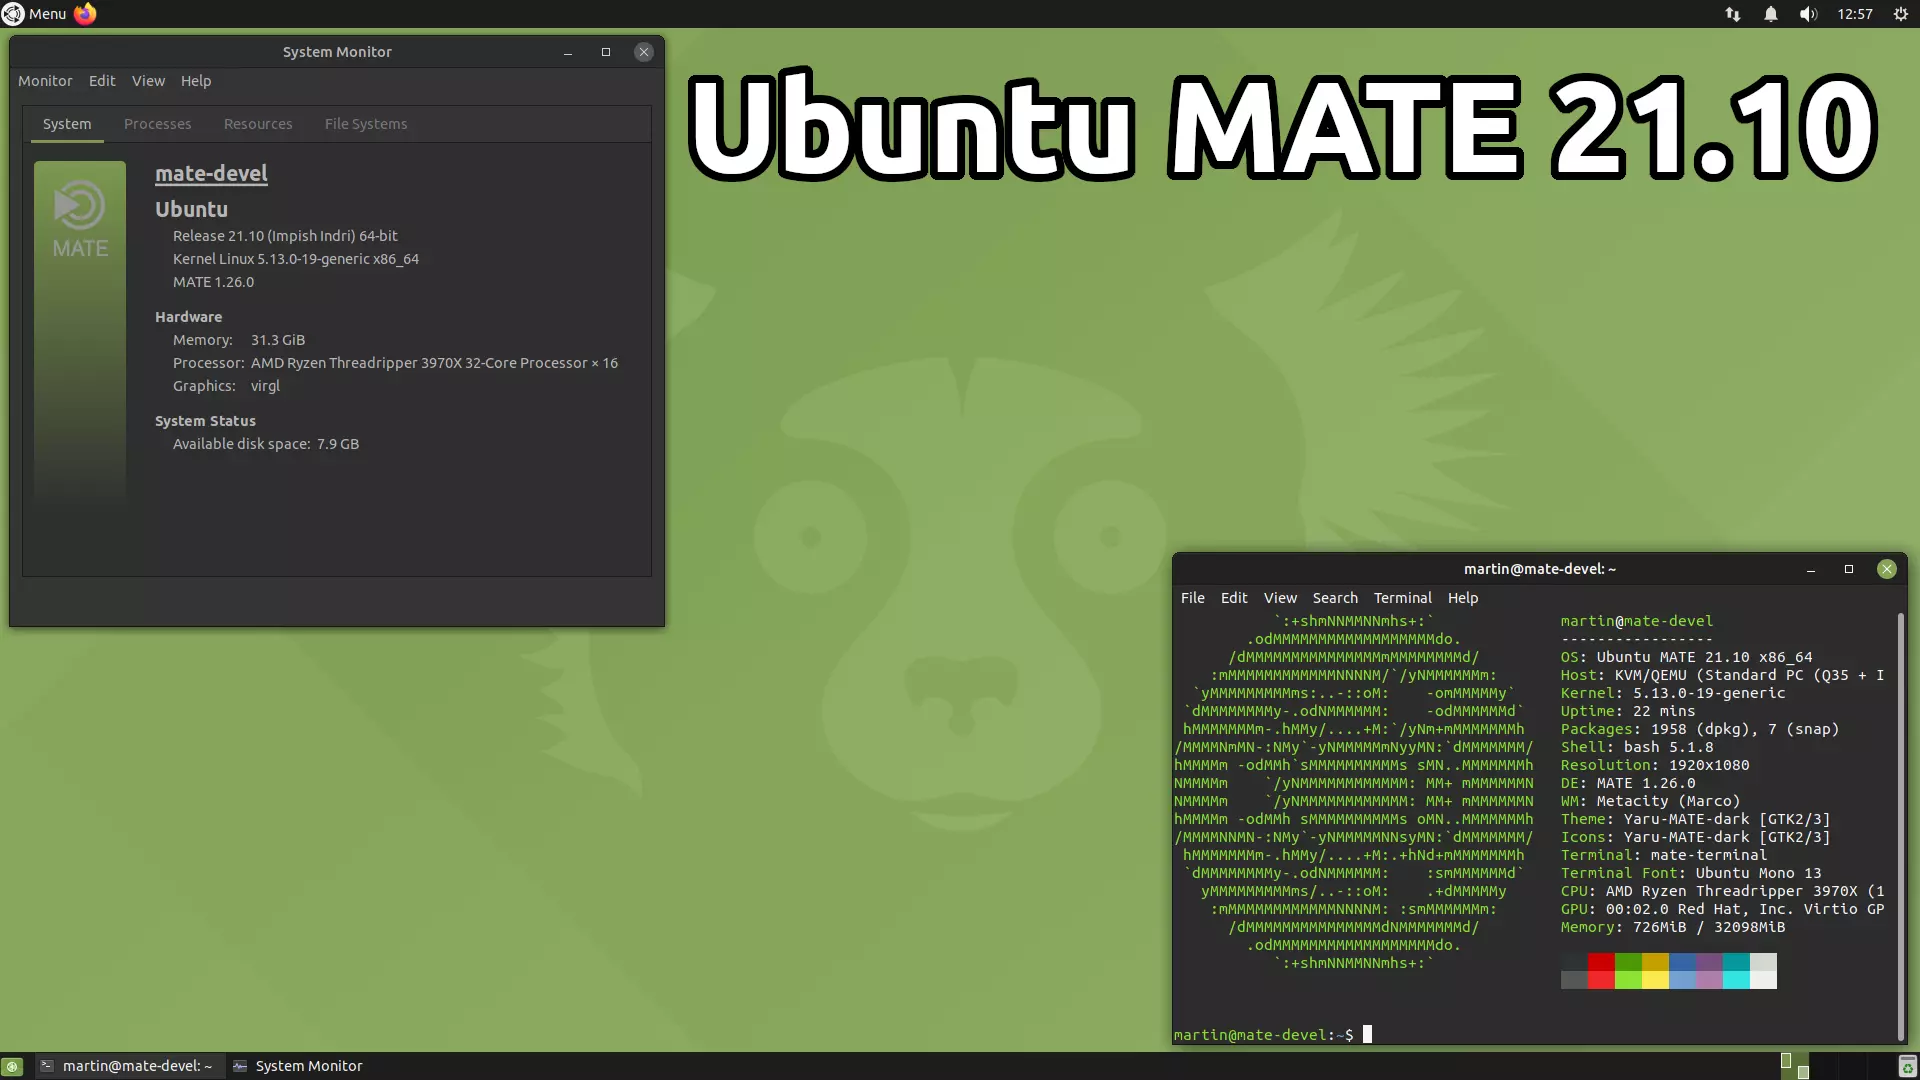 Menu
12:57
System Monitor
Monitor Edit View Help
System Processes Resources File Systems
MATE
mate-devel
Ubuntu
Release 21.10 (Impish Indri) 64-bit
Kernel Linux 5.13.0-19-generic x86_64
MATE 1.26.0
Hardware
Memory: 31.3 GiB
Processor: AMD Ryzen Threadripper 3970X 32-Core Processor × 16
Graphics: virgl
System Status
Available disk space: 7.9 GB
Ubuntu MATE 21.10
martin@mate-devel: ~
File Edit View Search Terminal Help
martin@mate-devel
-----------------
OS: Ubuntu MATE 21.10 x86_64
Host: KVM/QEMU (Standard PC (Q35 + I
Kernel: 5.13.0-19-generic
Uptime: 22 mins
Packages: 1958 (dpkg), 7 (snap)
Shell: bash 5.1.8
Resolution: 1920x1080
DE: MATE 1.26.0
WM: Metacity (Marco)
Theme: Yaru-MATE-dark [GTK2/3]
Icons: Yaru-MATE-dark [GTK2/3]
Terminal: mate-terminal
Terminal Font: Ubuntu Mono 13
CPU: AMD Ryzen Threadripper 3970X (1
GPU: 00:02.0 Red Hat, Inc. Virtio GP
Memory: 726MiB / 32098MiB
martin@mate-devel:~$
martin@mate-devel: ~
System Monitor